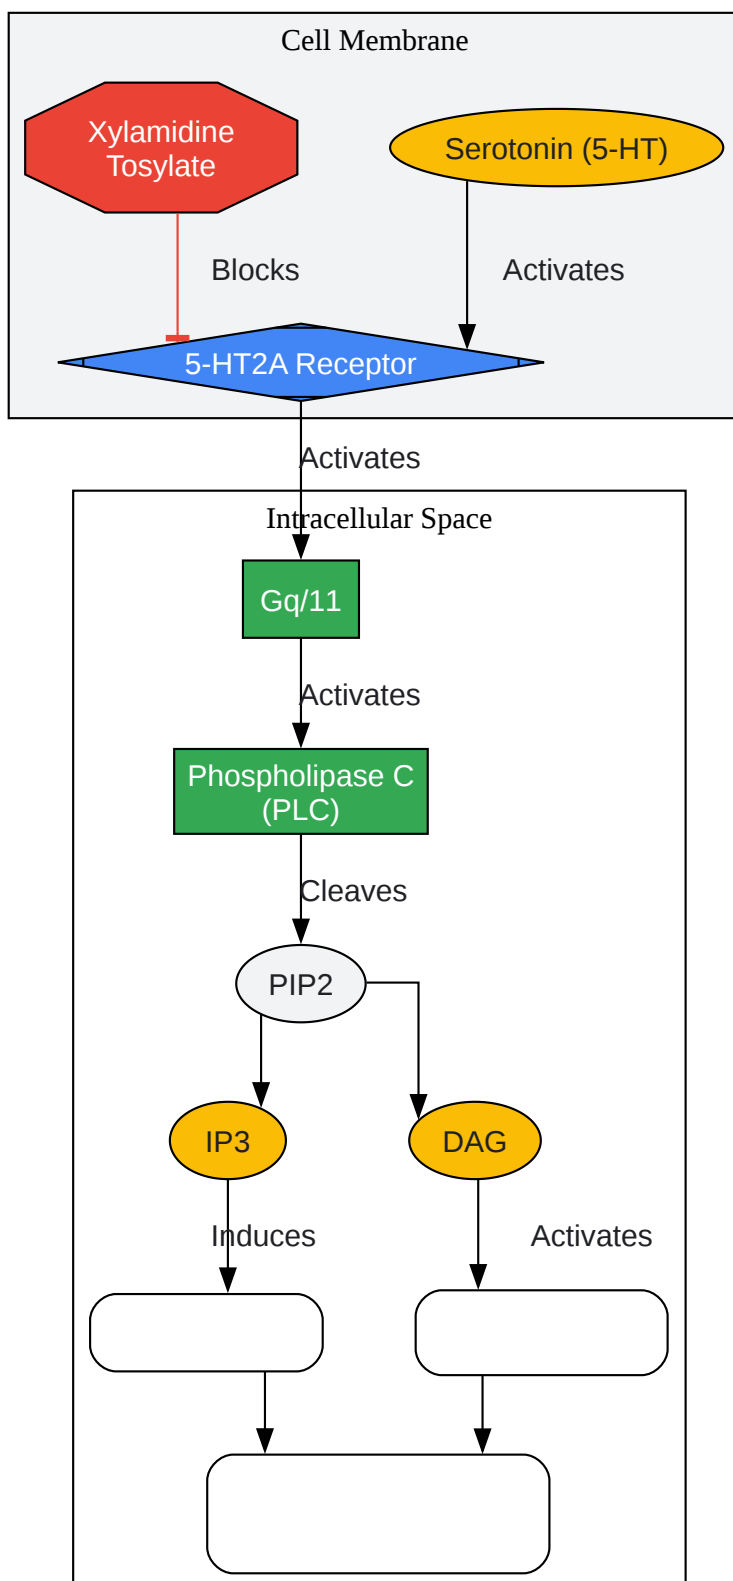 Cell Membrane
Xylamidine
Tosylate
Serotonin (5-HT)
Blocks
Activates
5-HT2A Receptor
Activates
Intracellular Space
Gq/11
Activates
Phospholipase C
(PLC)
Cleaves
PIP2
IP3
DAG
Induces
Activates